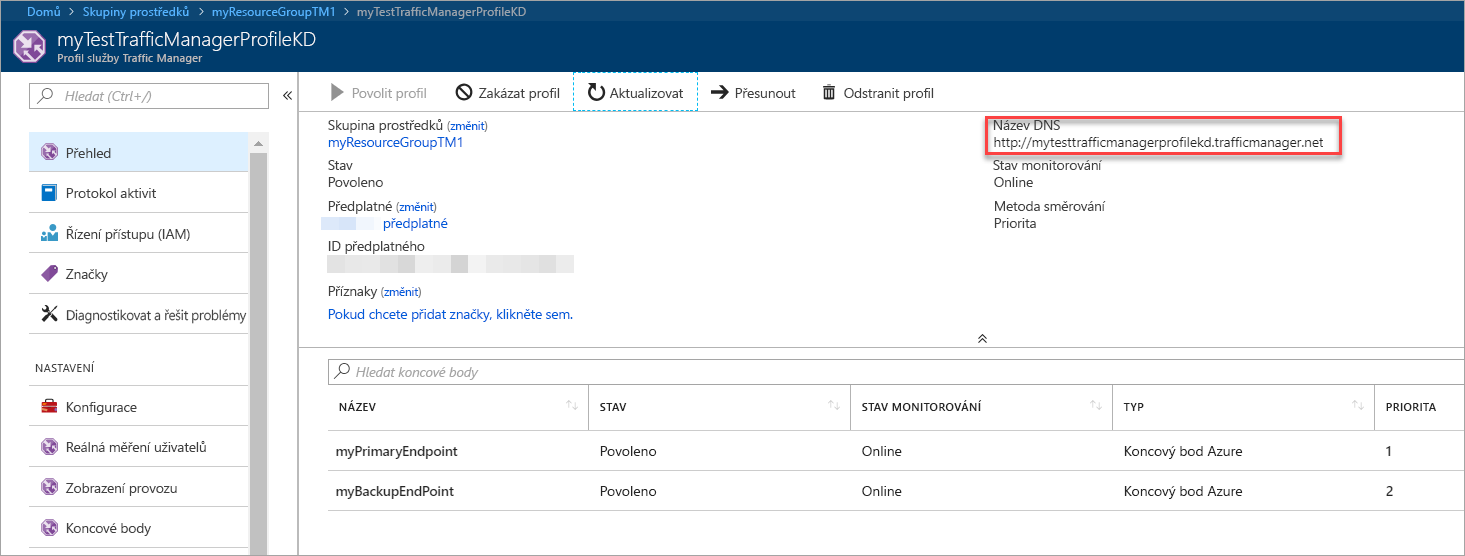 Domů > Skupiny prostředků > myResourceGroupTM1 > myTestTrafficManagerProfileKD
myTestTrafficManagerProfileKD
Profil služby Traffic Manager
Hledat (Ctrl+/)
Přehled
Protokol aktivit
Řízení přístupu (IAM)
Značky
Diagnostikovat a řešit problémy
NASTAVENÍ
Konfigurace
Reálná měření uživatelů
Zobrazení provozu
Koncové body
Povolit profil Zakázat profil Aktualizovat Přesunout Odstranit profil
Skupina prostředků (změnit)
myResourceGroupTM1
Stav
Povoleno
Předplatné (změnit)
předplatné
ID předplatného
Příznaky (změnit)
Pokud chcete přidat značky, klikněte sem.
Název DNS
http://mytesttrafficmanagerprofilekd.trafficmanager.net
Stav monitorování
Online
Metoda směrování
Priorita
Hledat koncové body
NÁZEV STAV STAV MONITOROVÁNÍ TYP PRIORITA
myPrimaryEndpoint Povoleno Online Koncový bod Azure 1
myBackupEndPoint Povoleno Online Koncový bod Azure 2